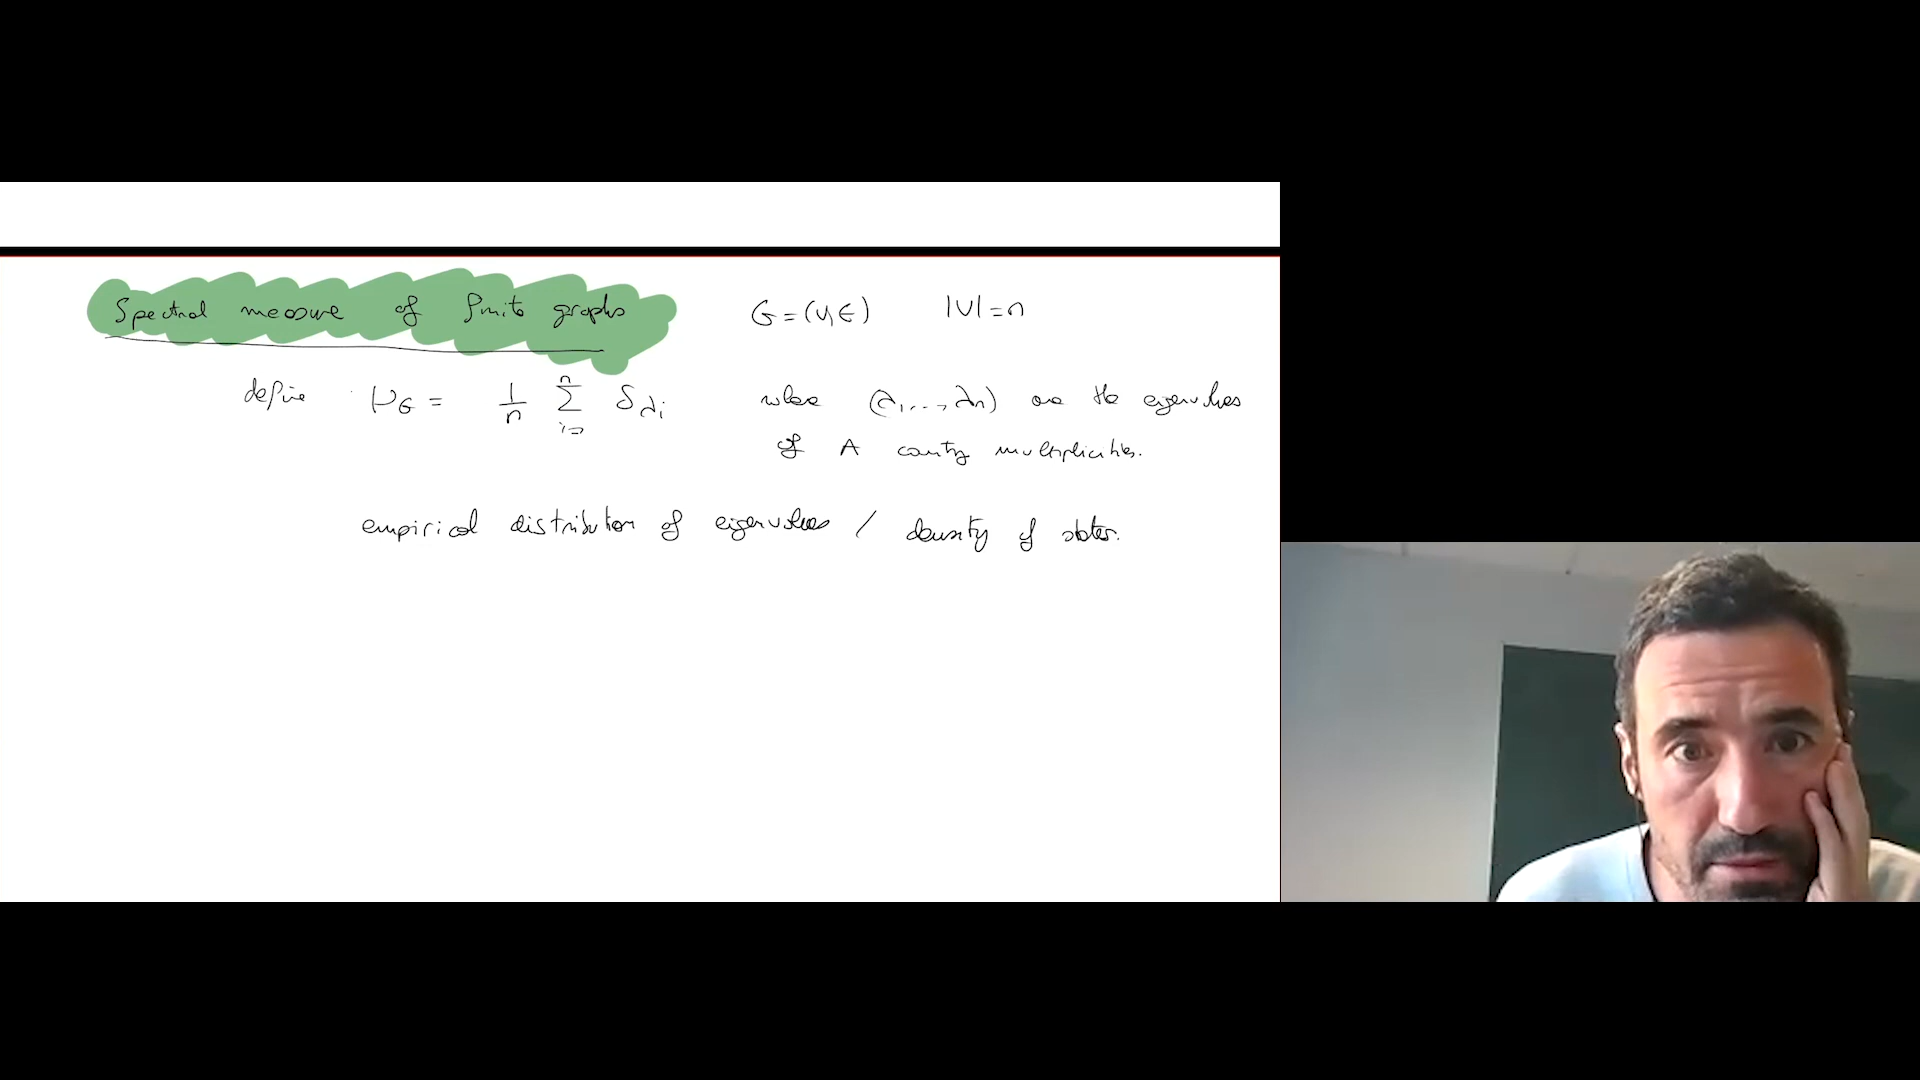 Spectral measure of finite graphs G = (V, E) |V| = n
define μ_G = 1/n ∑_{i=1}^{n} δ_{λ_i} where (λ_1, ..., λ_n) are the eigenvalues
of A counting multiplicities.
empirical distribution of eigenvalues / density of states.